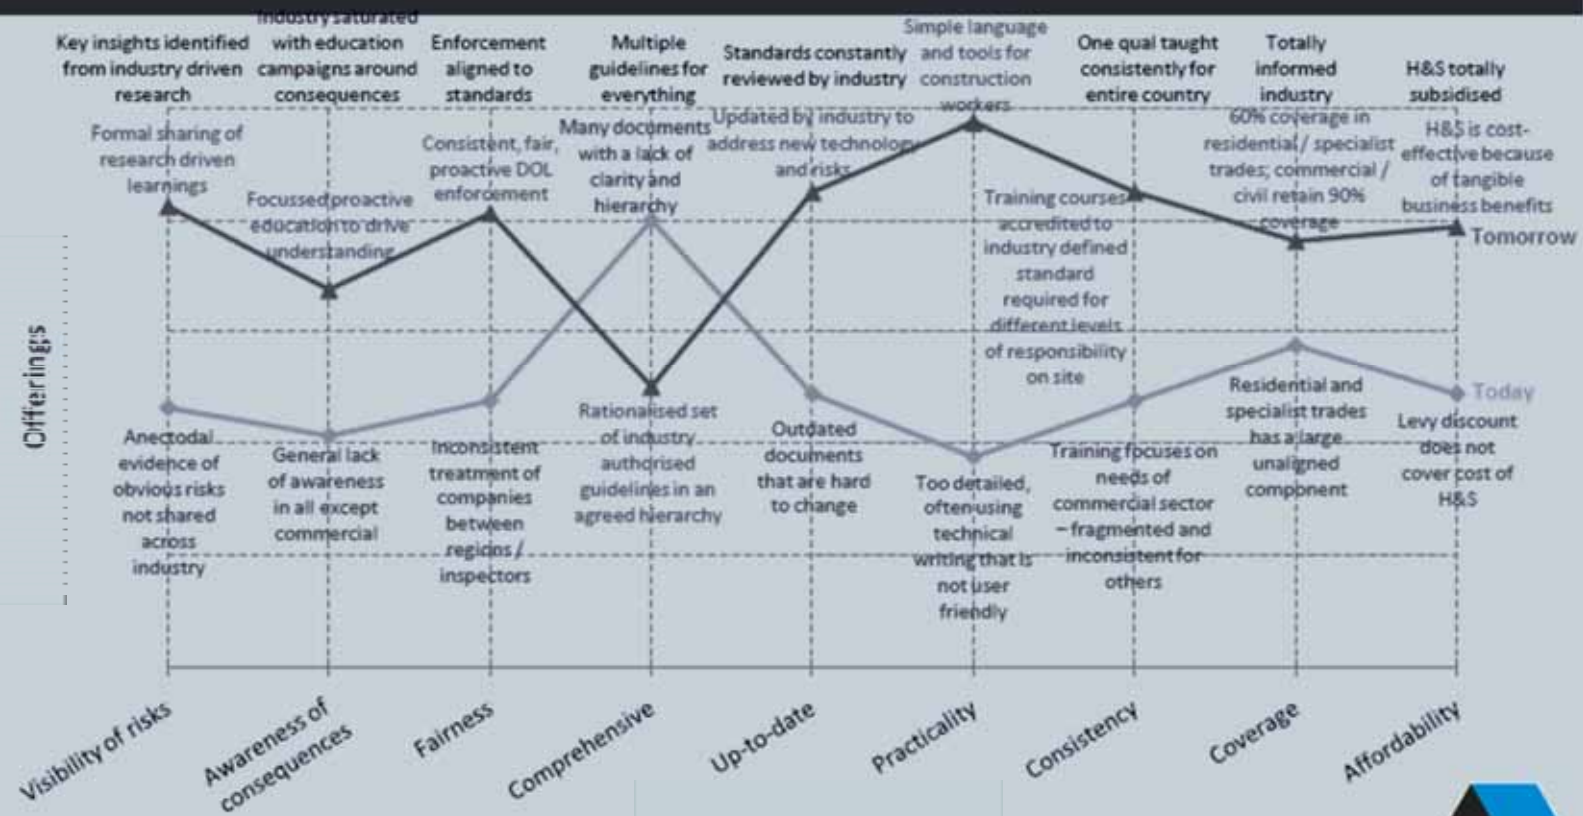 Key insights identified
from industry driven
research
Industry saturated
with education
campaigns around
consequences
Enforcement
aligned to
standards
Multiple
guidelines for
everything
Standards constantly
reviewed by industry
Simple language
and tools for
construction
workers
One qual taught
consistently for
entire country
Totally
informed
industry
H&S totally
subsidised
Formal sharing of
research driven
learnings
Focussed proactive
education to drive
understanding
Consistent, fair,
proactive DOL
enforcement
Many documents
with a lack of
clarity and
hierarchy
Updated by industry to
address new technology
and risks
Training courses
accredited to
industry defined
standard
required for
different levels
of responsibility
on site
60% coverage in
residential / specialist
trades; commercial /
civil retain 90%
coverage
H&S is cost-
effective because
of tangible
business benefits
Tomorrow
Offerings
Anectodal
evidence of
obvious risks
not shared
across
industry
General lack
of awareness
in all except
commercial
Inconsistent
treatment of
companies
between
regions /
inspectors
Rationalised set
of industry
authorised
guidelines in an
agreed hierarchy
Outdated
documents
that are hard
to change
Too detailed,
often using
technical
writing that is
not user
friendly
Training focuses on
needs of
commercial sector
– fragmented and
inconsistent for
others
Residential and
specialist trades
has a large
unaligned
component
Today
Levy discount
does not
cover cost of
H&S
Visibility of risks
Awareness of
consequences
Fairness
Comprehensive
Up-to-date
Practicality
Consistency
Coverage
Affordability